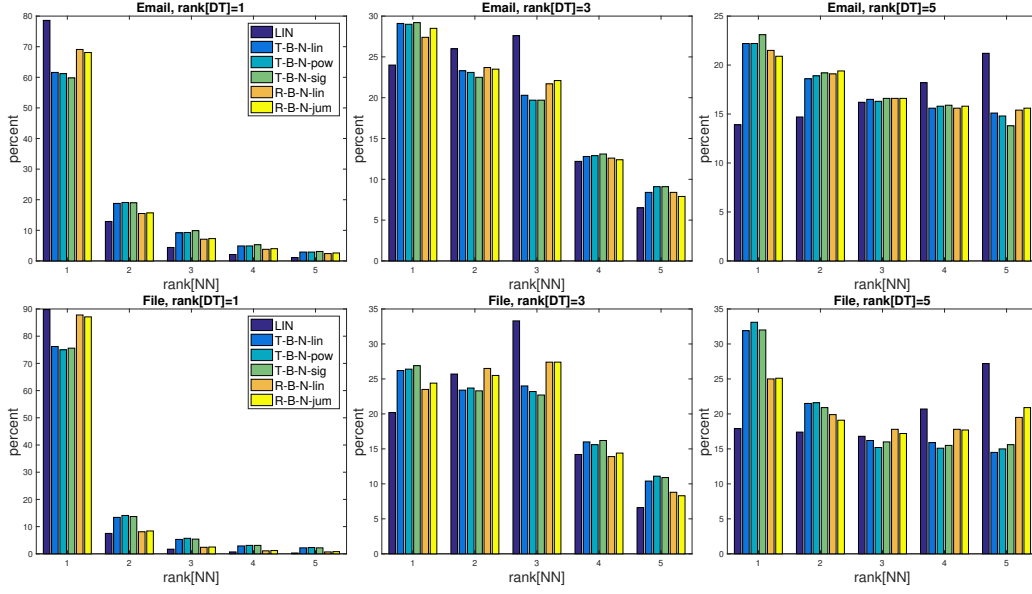 Email, rank[DT]=1
percent
80
70
60
50
40
30
20
10
0
LIN
T-B-N-lin
T-B-N-pow
T-B-N-sig
R-B-N-lin
R-B-N-jum
1 2 3 4 5
rank[NN]
Email, rank[DT]=3
percent
30
25
20
15
10
5
0
1 2 3 4 5
rank[NN]
Email, rank[DT]=5
percent
25
20
15
10
5
0
1 2 3 4 5
rank[NN]
File, rank[DT]=1
percent
90
80
70
60
50
40
30
20
10
0
LIN
T-B-N-lin
T-B-N-pow
T-B-N-sig
R-B-N-lin
R-B-N-jum
1 2 3 4 5
rank[NN]
File, rank[DT]=3
percent
35
30
25
20
15
10
5
0
1 2 3 4 5
rank[NN]
File, rank[DT]=5
percent
35
30
25
20
15
10
5
0
1 2 3 4 5
rank[NN]